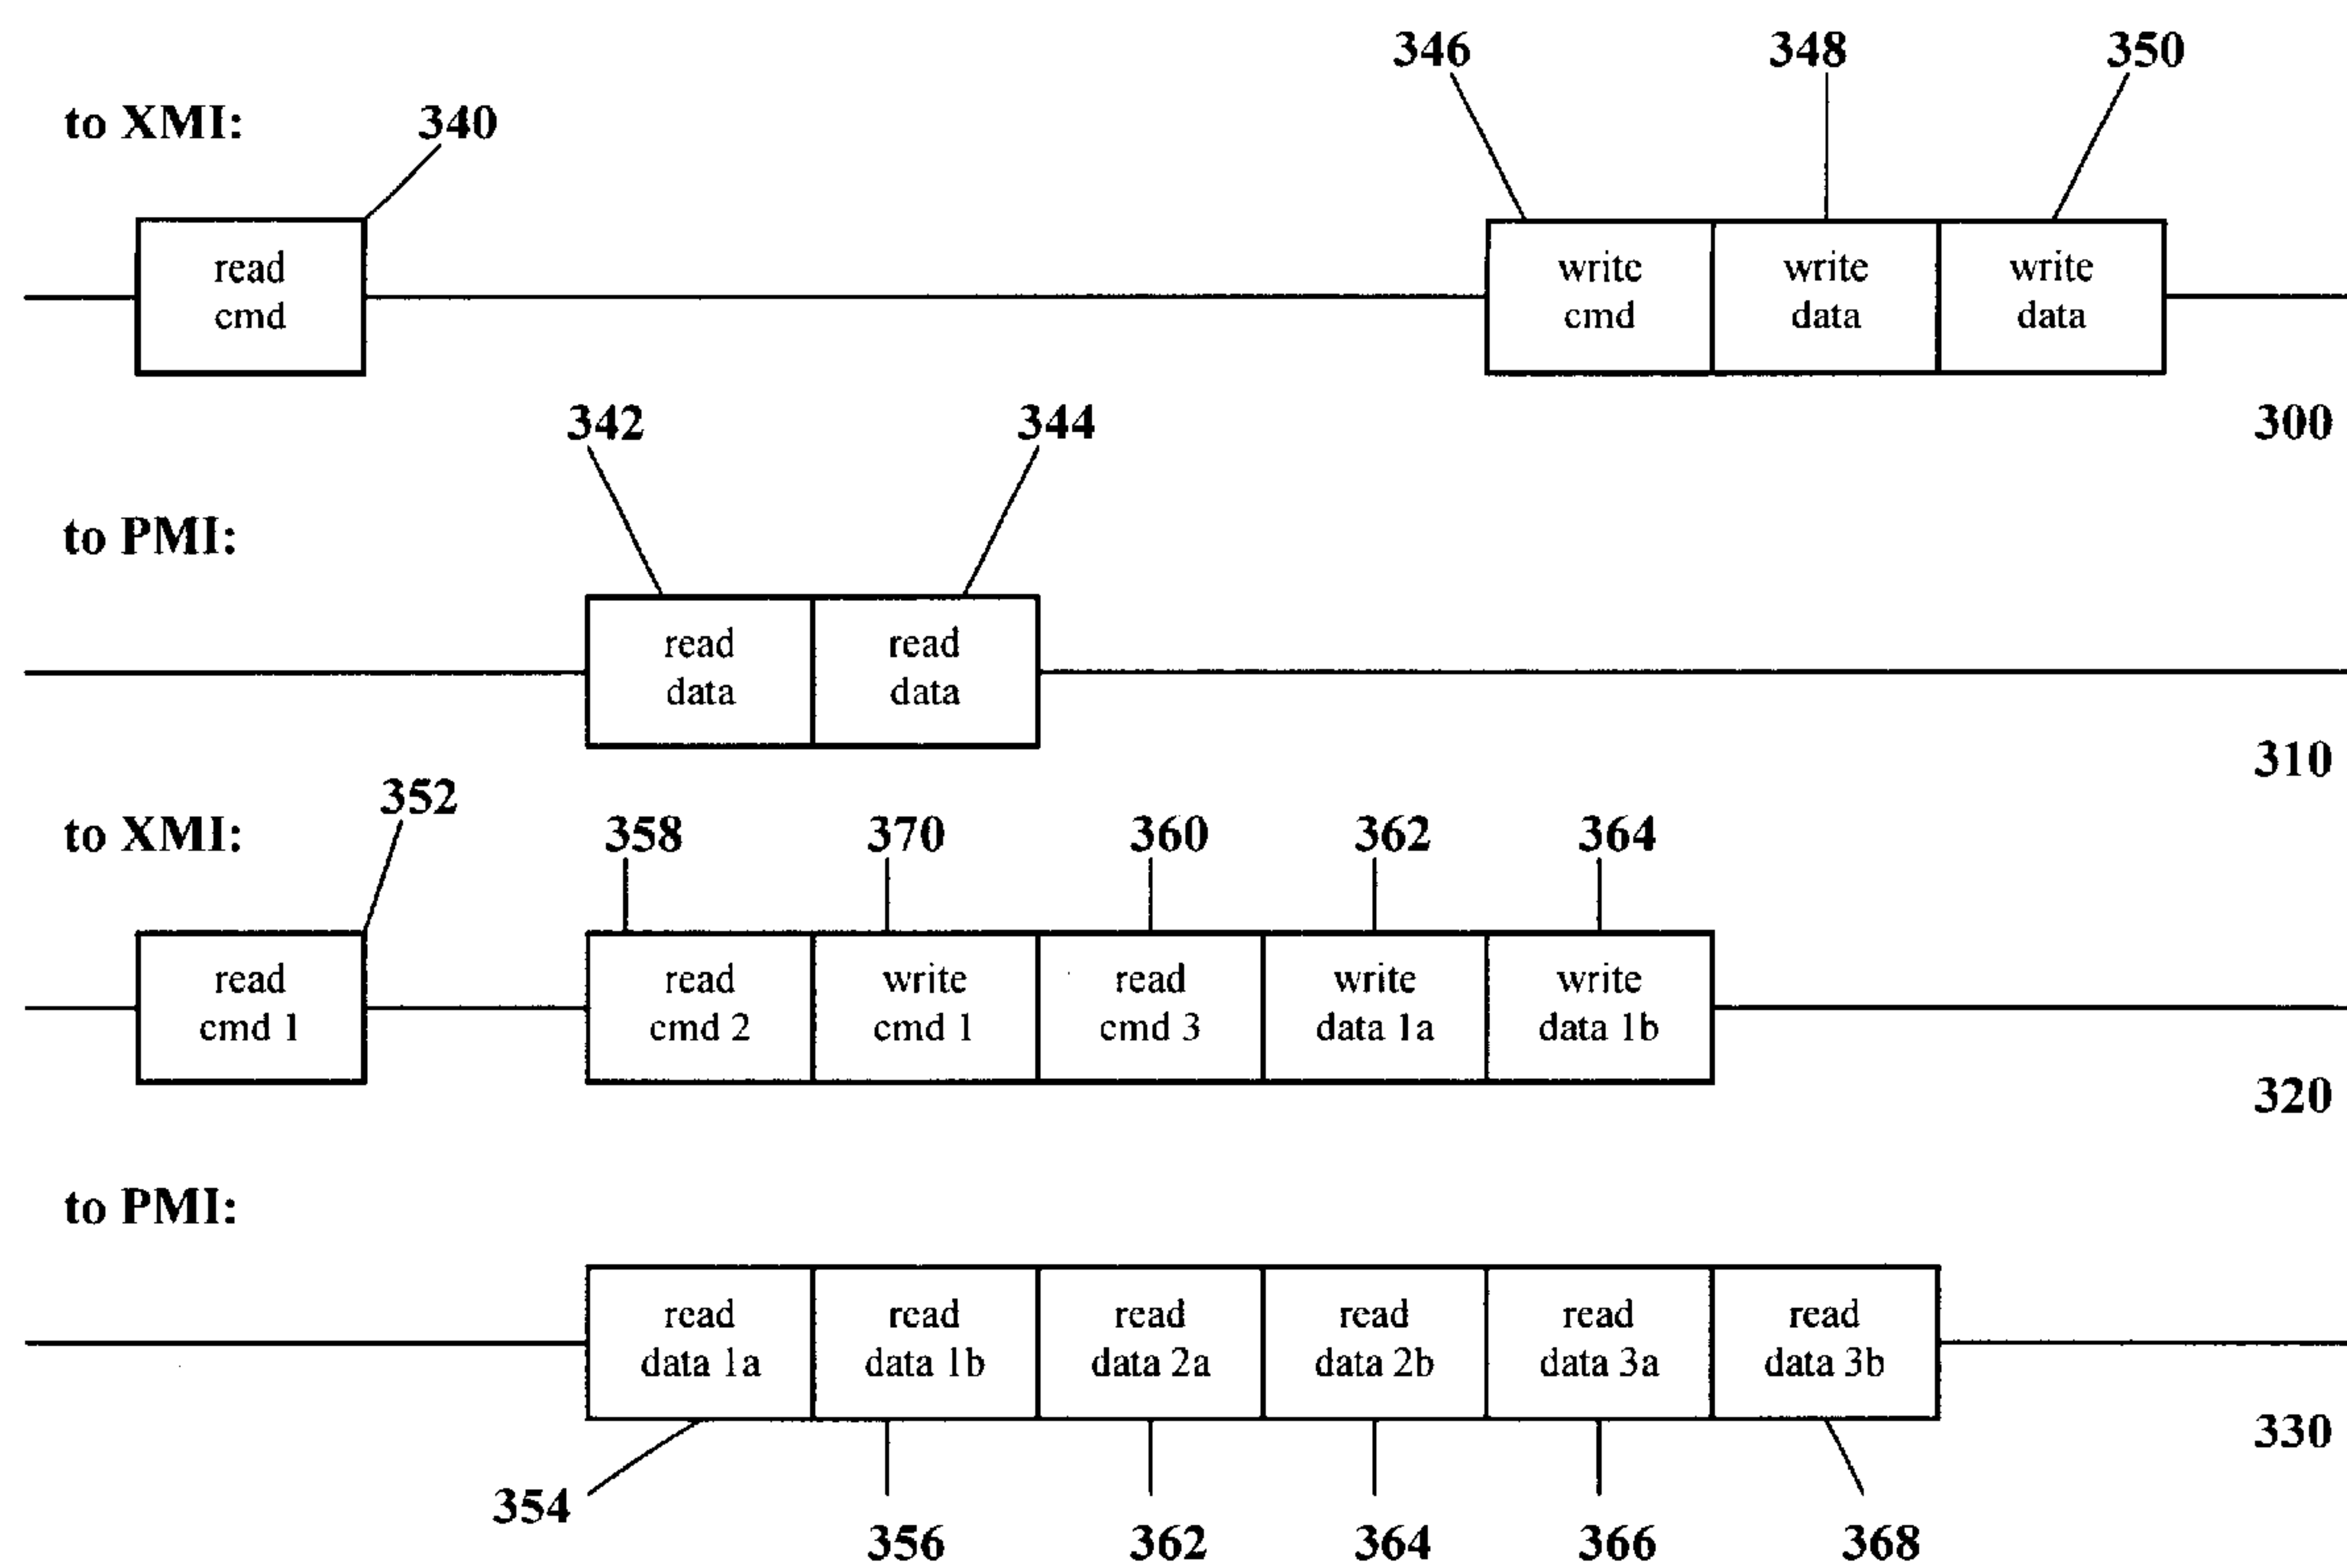 346 348 350
to XMI: 340
read write write write
cmd cmd data data
342 344 300
to PMI:
read read
data data
310
352
to XMI: 358 370 360 362 364
read read write read write write
cmd 1 cmd 2 cmd 1 cmd 3 data 1a data 1b
320
to PMI:
read read read read read read
data 1a data 1b data 2a data 2b data 3a data 3b
330
354
356 362 364 366 368